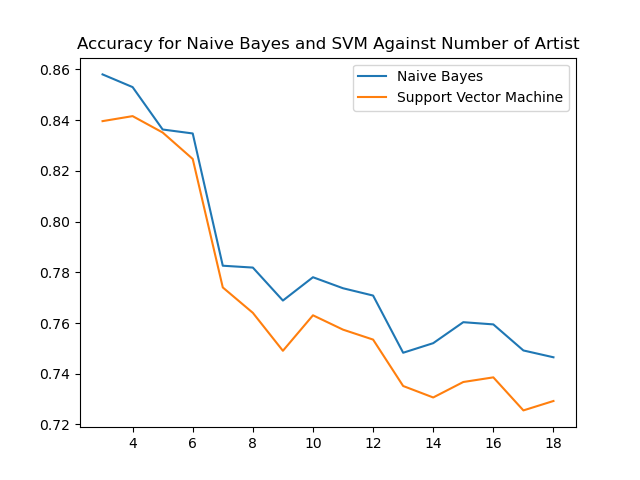 Accuracy for Naive Bayes and SVM Against Number of Artist
Naive Bayes
Support Vector Machine
0.86
0.84
0.82
0.80
0.78
0.76
0.74
0.72
4 6 8 10 12 14 16 18